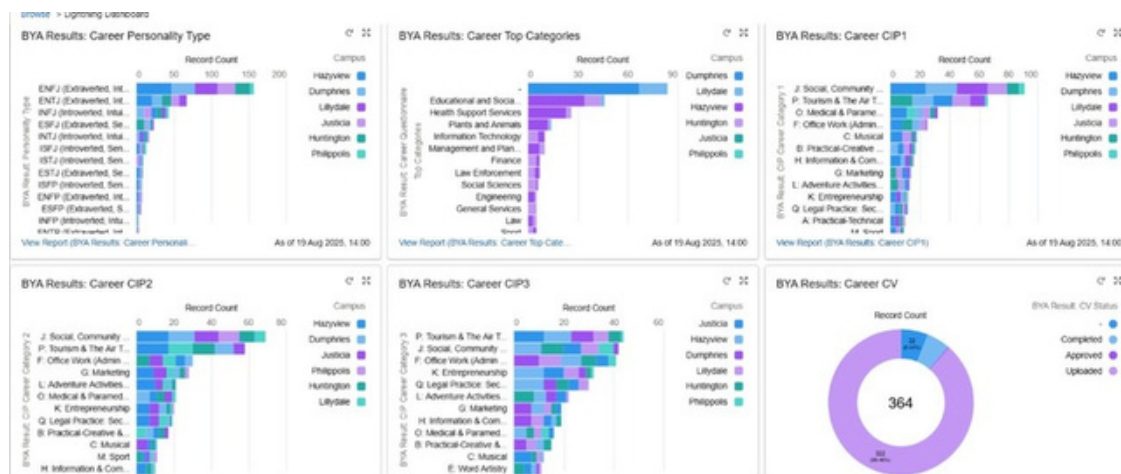 Browse > Lightning Dashboard
BYA Results: Career Personality Type
Record Count
0 50 100 150 200
BYA Result: Personality Type
ENFJ (Extraverted, Int...
ENTJ (Extraverted, Int...
INFJ (Introverted, Intui...
ESFJ (Extraverted, Se...
INTJ (Introverted, Intui...
ISFJ (Introverted, Sen...
ISTJ (Introverted, Sen...
ESTJ (Extraverted, Sen...
ISFP (Introverted, Sen...
ENFP (Extraverted, Int...
ESFP (Extraverted, S...
INFP (Introverted, Intu...
Campus
Hazyview
Dumphries
Lillydale
Justicia
Huntington
Philippolis
View Report (BYA Results: Career Personali...
As of 19 Aug 2025, 14:00
BYA Results: Career Top Categories
Record Count
0 20 40 60 80
BYA Result: Career Questionnaire
Top Categories
-
Educational and Socia...
Health Support Services
Plants and Animals
Information Technology
Management and Plan...
Finance
Law Enforcement
Social Sciences
Engineering
General Services
Law
Sport
Campus
Dumphries
Lillydale
Hazyview
Huntington
Justicia
Philippolis
View Report (BYA Results: Career Top Cate...
As of 19 Aug 2025, 14:00
BYA Results: Career CIP1
Record Count
0 20 40 60 80 100
BYA Result: CIP Career Category 1
J: Social, Community ...
P: Tourism & The Air T...
O: Medical & Parame...
F: Office Work (Admin...
C: Musical
B: Practical-Creative ...
H: Information & Com...
G: Marketing
L: Adventure Activities...
K: Entrepreneurship
Q: Legal Practice: Sec...
A: Practical-Technical
M: Sport
Campus
Hazyview
Dumphries
Lillydale
Justicia
Huntington
Philippolis
View Report (BYA Results: Career CIP1)
As of 19 Aug 2025, 14:00
BYA Results: Career CIP2
Record Count
0 20 40 60 80
BYA Result: CIP Career Category 2
J: Social, Community ...
P: Tourism & The Air T...
F: Office Work (Admin ...
G: Marketing
L: Adventure Activities...
O: Medical & Paramed...
K: Entrepreneurship
Q: Legal Practice: Sec...
B: Practical-Creative &...
C: Musical
M: Sport
H: Information & Com...
Campus
Hazyview
Dumphries
Justicia
Philippolis
Huntington
Lillydale
BYA Results: Career CIP3
Record Count
0 20 40 60
BYA Result: CIP Career Category 3
P: Tourism & The Air T...
J: Social, Community ...
F: Office Work (Admin ...
K: Entrepreneurship
Q: Legal Practice: Sec...
L: Adventure Activities...
G: Marketing
H: Information & Com...
O: Medical & Paramed...
B: Practical-Creative &...
C: Musical
E: Word Artistry
Campus
Justicia
Hazyview
Dumphries
Lillydale
Huntington
Philippolis
BYA Results: Career CV
Record Count
364
BYA Result: CV Status
-
Completed
Approved
Uploaded